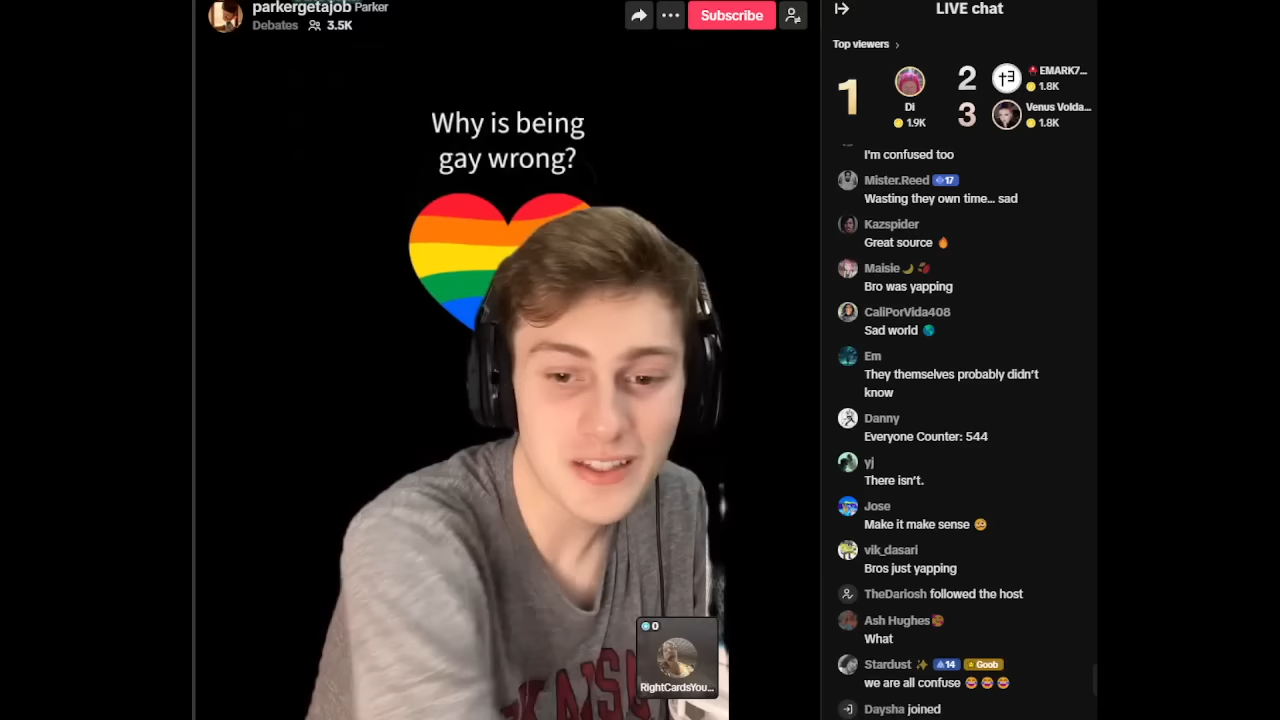 parkergetajob Parker
Debates 3.5K
Subscribe
Why is being
gay wrong?
0
RightCardsYou...
LIVE chat
Top viewers
1
Di
1.9K
2
EMARK7...
1.8K
3
Venus Volda...
1.8K
I'm confused too
Mister.Reed 17
Wasting they own time... sad
Kazspider
Great source 🔥
Maisie 🌙
Bro was yapping
CaliPorVida408
Sad world 🌎
Em
They themselves probably didn't
know
Danny
Everyone Counter: 544
yj
There isn't.
Jose
Make it make sense
vik_dasari
Bros just yapping
TheDariosh followed the host
Ash Hughes
What
Stardust ✨ 14 Goob
we are all confuse
Daysha joined